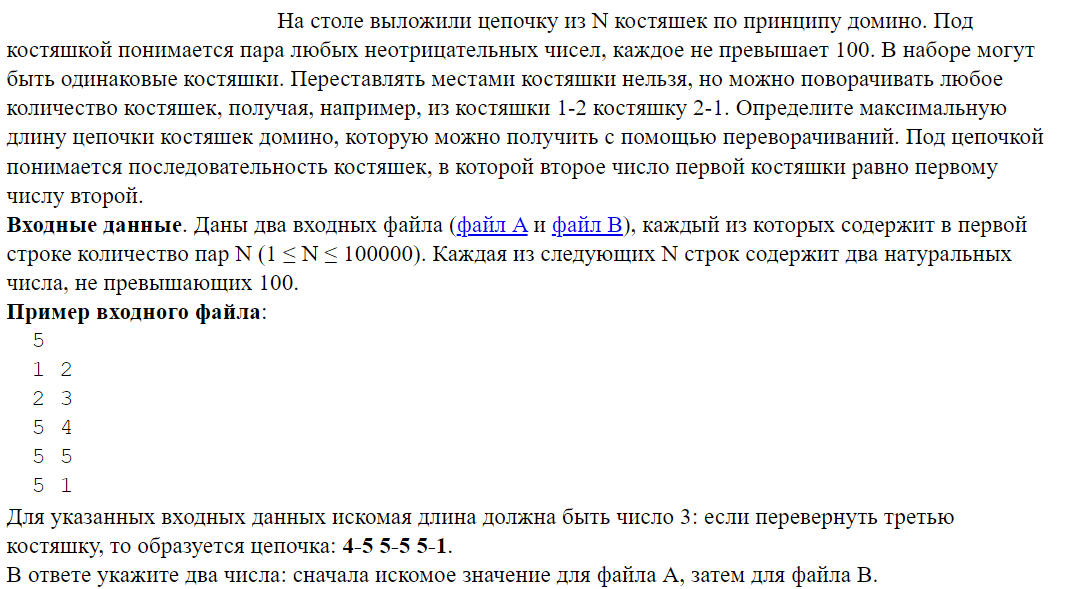 На столе выложили цепочку из N костяшек по принципу домино. Под
костяшкой понимается пара любых неотрицательных чисел, каждое не превышает 100. В наборе могут
быть одинаковые костяшки. Переставлять местами костяшки нельзя, но можно поворачивать любое
количество костяшек, получая, например, из костяшки 1-2 костяшку 2-1. Определите максимальную
длину цепочки костяшек домино, которую можно получить с помощью переворачиваний. Под цепочкой
понимается последовательность костяшек, в которой второе число первой костяшки равно первому
числу второй.
Входные данные. Даны два входных файла (файл A и файл B), каждый из которых содержит в первой
строке количество пар N (1 ≤ N ≤ 100000). Каждая из следующих N строк содержит два натуральных
числа, не превышающих 100.
Пример входного файла:
5
1 2
2 3
5 4
5 5
5 1
Для указанных входных данных искомая длина должна быть число 3: если перевернуть третью
костяшку, то образуется цепочка: 4-5 5-5 5-1.
В ответе укажите два числа: сначала искомое значение для файла А, затем для файла B.